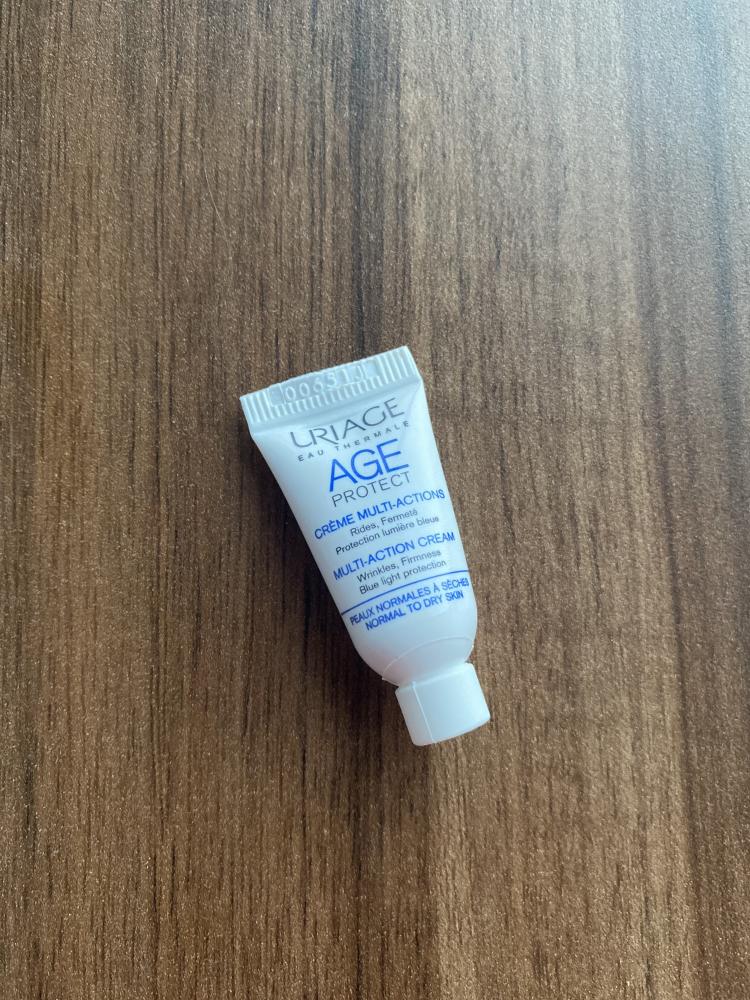 00651J
URIAGE
EAU THERMALE
AGE
PROTECT
CRÈME MULTI-ACTIONS
Rides, Fermeté
Protection lumière bleue
MULTI-ACTION CREAM
Wrinkles, Firmness
Blue light protection
PEAUX NORMALES À SÈCHES
NORMAL TO DRY SKIN